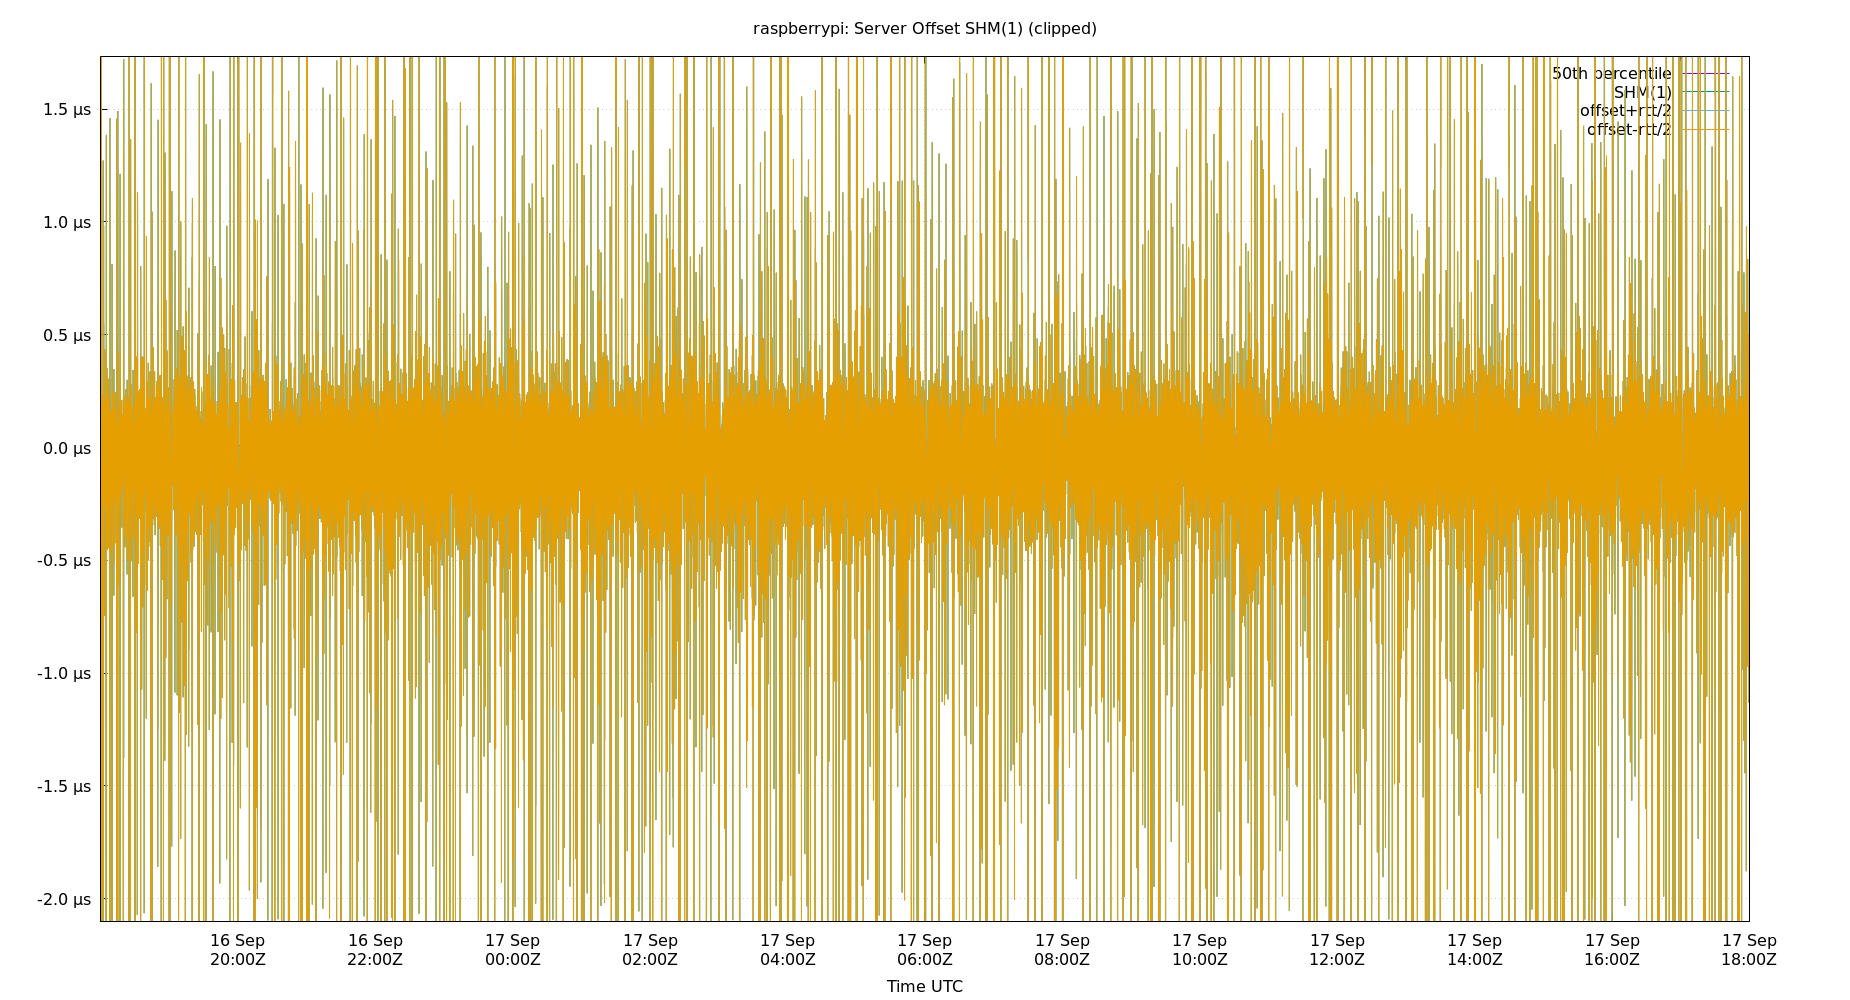 raspberrypi: Server Offset SHM(1) (clipped)
50th percentile
SHM(1)
offset+rtt/2
offset-rtt/2
1.5 µs
1.0 µs
0.5 µs
0.0 µs
-0.5 µs
-1.0 µs
-1.5 µs
-2.0 µs
16 Sep 16 Sep 17 Sep 17 Sep 17 Sep 17 Sep 17 Sep 17 Sep 17 Sep 17 Sep 17 Sep 17 Sep
20:00Z 22:00Z 00:00Z 02:00Z 04:00Z 06:00Z 08:00Z 10:00Z 12:00Z 14:00Z 16:00Z 18:00Z
Time UTC